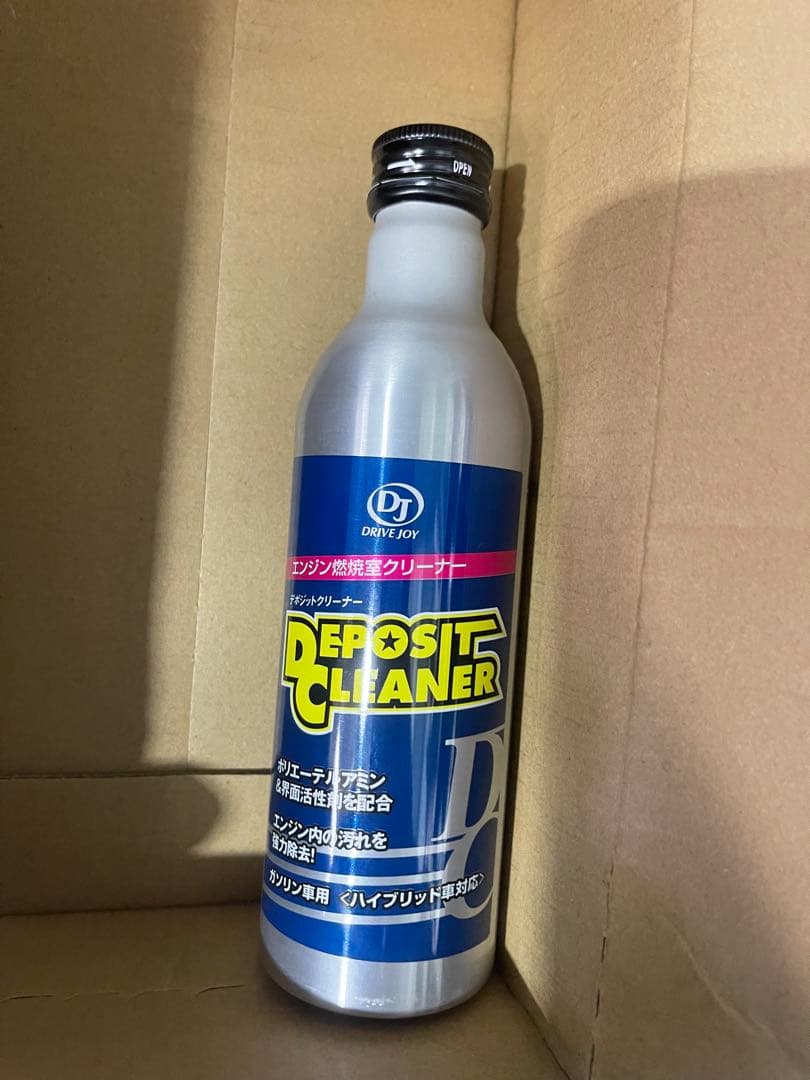 OPEN
DJ
DRIVE JOY
エンジン燃焼室クリーナー
デポジットクリーナー
DEPOSIT
CLEANER
DC
ポリエーテルアミン
&界面活性剤を配合
エンジン内の汚れを
強力除去!
ガソリン車用 〈ハイブリッド車対応〉